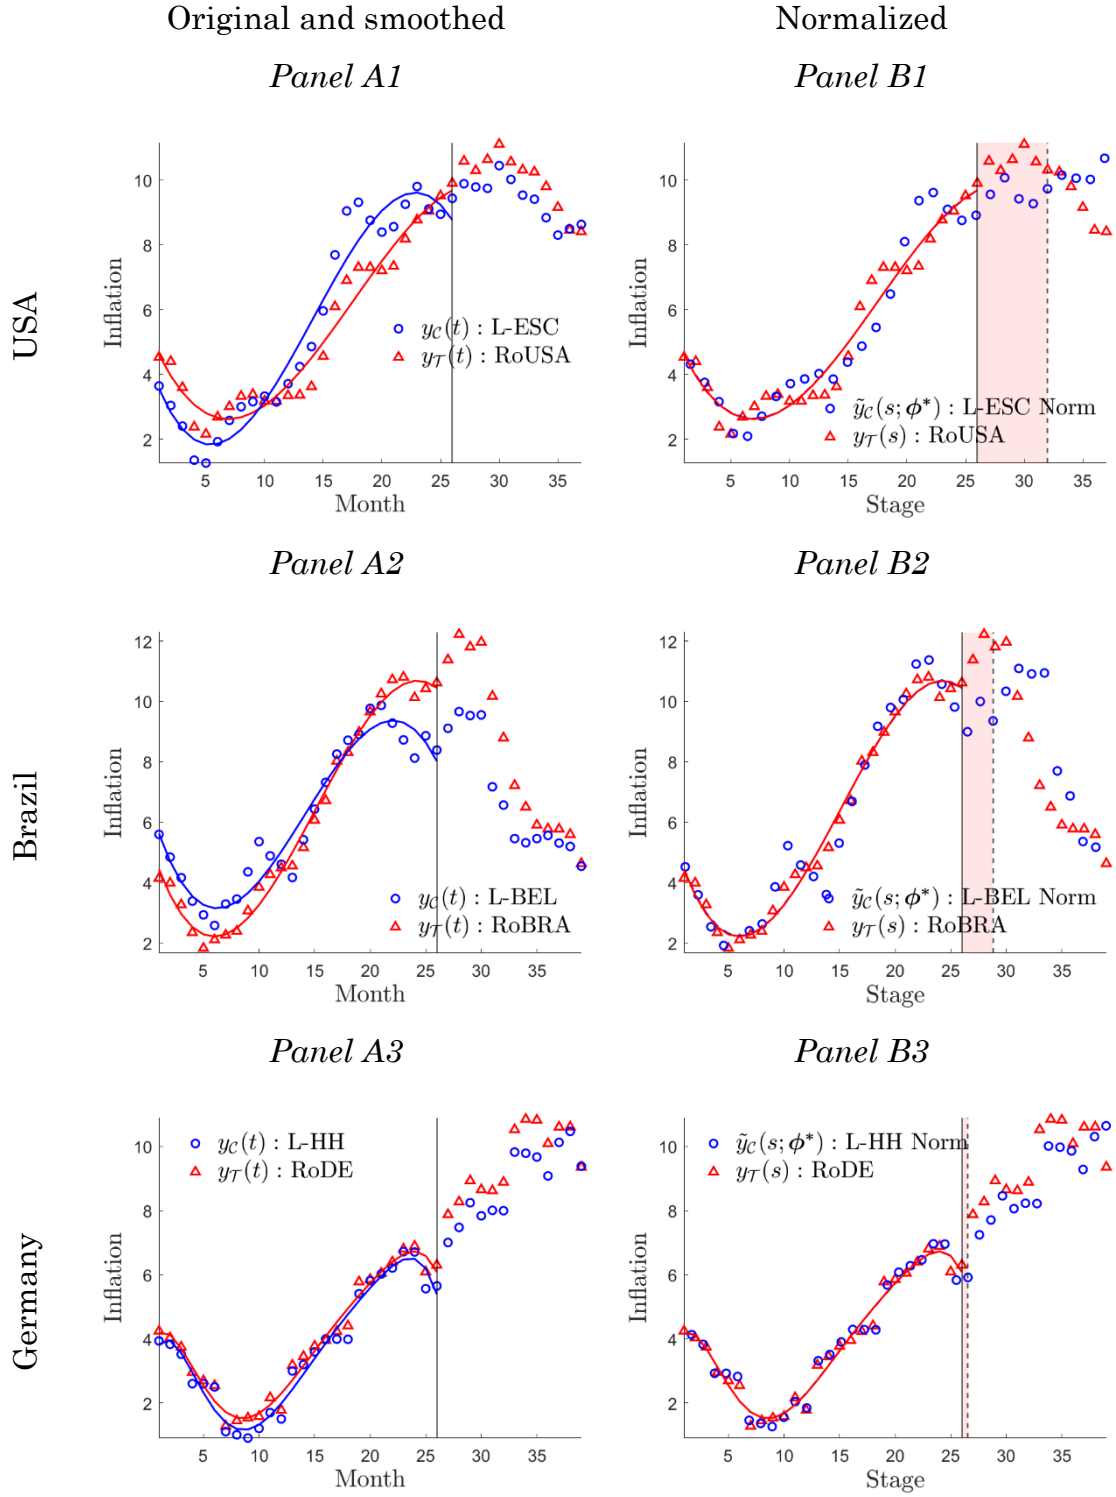 Original and smoothed
Normalized
Panel A1
Panel B1
USA
Inflation
10
8
6
4
2
5
10
15
20
25
30
35
Month
y𝒞(t) : L-ESC
y𝒯(t) : RoUSA
Inflation
10
8
6
4
2
5
10
15
20
25
30
35
Stage
ỹ𝒞(s; ϕ*) : L-ESC Norm
y𝒯(s) : RoUSA
Panel A2
Panel B2
Brazil
Inflation
12
10
8
6
4
2
5
10
15
20
25
30
35
Month
y𝒞(t) : L-BEL
y𝒯(t) : RoBRA
Inflation
12
10
8
6
4
2
5
10
15
20
25
30
35
Stage
ỹ𝒞(s; ϕ*) : L-BEL Norm
y𝒯(s) : RoBRA
Panel A3
Panel B3
Germany
Inflation
10
8
6
4
2
5
10
15
20
25
30
35
Month
y𝒞(t) : L-HH
y𝒯(t) : RoDE
Inflation
10
8
6
4
2
5
10
15
20
25
30
35
Stage
ỹ𝒞(s; ϕ*) : L-HH Norm
y𝒯(s) : RoDE